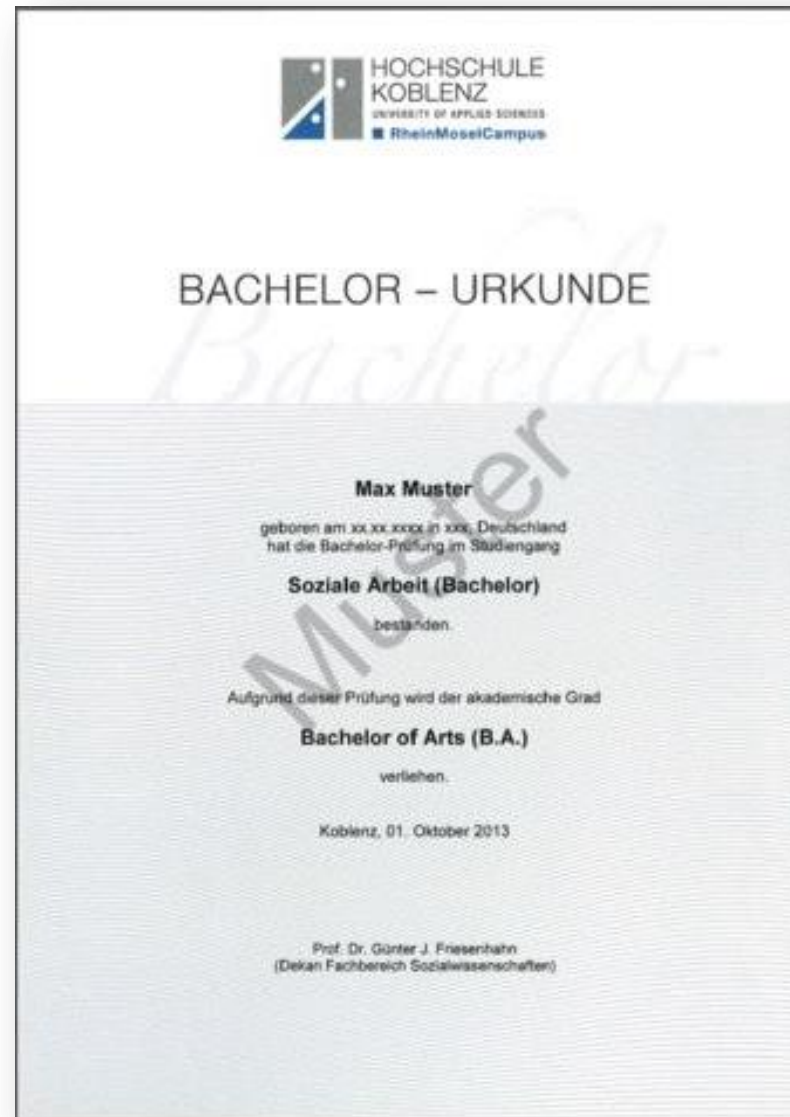 HOCHSCHULE
KOBLENZ
UNIVERSITY OF APPLIED SCIENCES
RheinMoselCampus
BACHELOR – URKUNDE
Bachelor
Max Muster
geboren am xx.xx.xxxx in xxx, Deutschland
hat die Bachelor-Prüfung im Studiengang
Soziale Arbeit (Bachelor)
bestanden.
Aufgrund dieser Prüfung wird der akademische Grad
Bachelor of Arts (B.A.)
verliehen.
Koblenz, 01. Oktober 2013
Prof. Dr. Günter J. Friesenhahn
(Dekan Fachbereich Sozialwissenschaften)
Muster